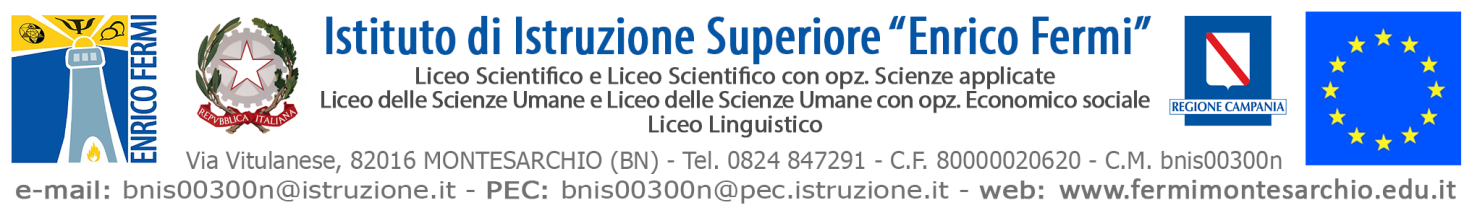 ENRICO FERMI
REPVBBLICA ITALIANA
Istituto di Istruzione Superiore “Enrico Fermi”
Liceo Scientifico e Liceo Scientifico con opz. Scienze applicate
Liceo delle Scienze Umane e Liceo delle Scienze Umane con opz. Economico sociale
Liceo Linguistico
REGIONE CAMPANIA
Via Vitulanese, 82016 MONTESARCHIO (BN) - Tel. 0824 847291 - C.F. 80000020620 - C.M. bnis00300n
e-mail: bnis00300n@istruzione.it - PEC: bnis00300n@pec.istruzione.it - web: www.fermimontesarchio.edu.it